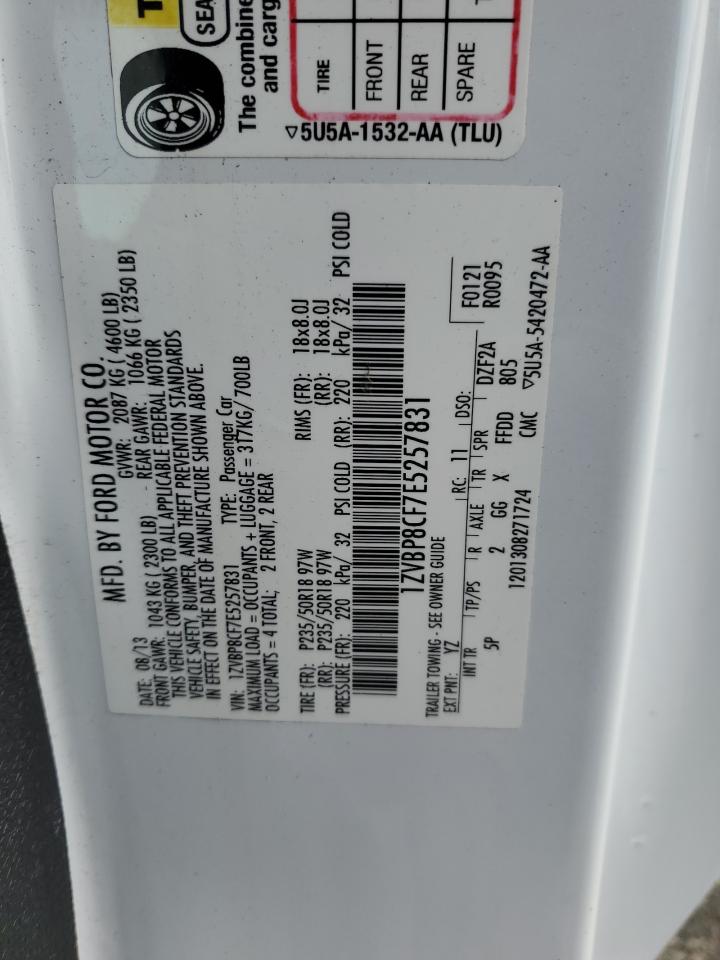 T
SEA
The combine
and carg
TIRE
FRONT
REAR
SPARE
5U5A-1532-AA (TLU)
MFD. BY FORD MOTOR CO.
DATE: 08/13 GVWR: 2087 KG ( 4600 LB)
FRONT GAWR: 1043 KG ( 2300 LB) - REAR GAWR: 1066 KG ( 2350 LB)
THIS VEHICLE CONFORMS TO ALL APPLICABLE FEDERAL MOTOR
VEHICLE SAFETY, BUMPER, AND THEFT PREVENTION STANDARDS
IN EFFECT ON THE DATE OF MANUFACTURE SHOWN ABOVE.
VIN: 1ZVBP8CF7E5257831 TYPE: Passenger Car
MAXIMUM LOAD = OCCUPANTS + LUGGAGE = 317KG/700LB
OCCUPANTS = 4 TOTAL; 2 FRONT, 2 REAR
TIRE (FR): P235/50R18 97W RIMS (FR): 18x8.0J
(RR): P235/50R18 97W (RR): 18x8.0J
PRESSURE (FR): 220 kPa/ 32 PSI COLD (RR): 220 kPa/ 32 PSI COLD
1ZVBP8CF7E5257831
TRAILER TOWING - SEE OWNER GUIDE
EXT PNT: YZ RC: 11 DSO: F0121
R0095
INT TR TP/PS R AXLE TR SPR DZF2A
5P 2 GG X FFDD 805
1201308271724 CMC 5U5A-5420472-AA